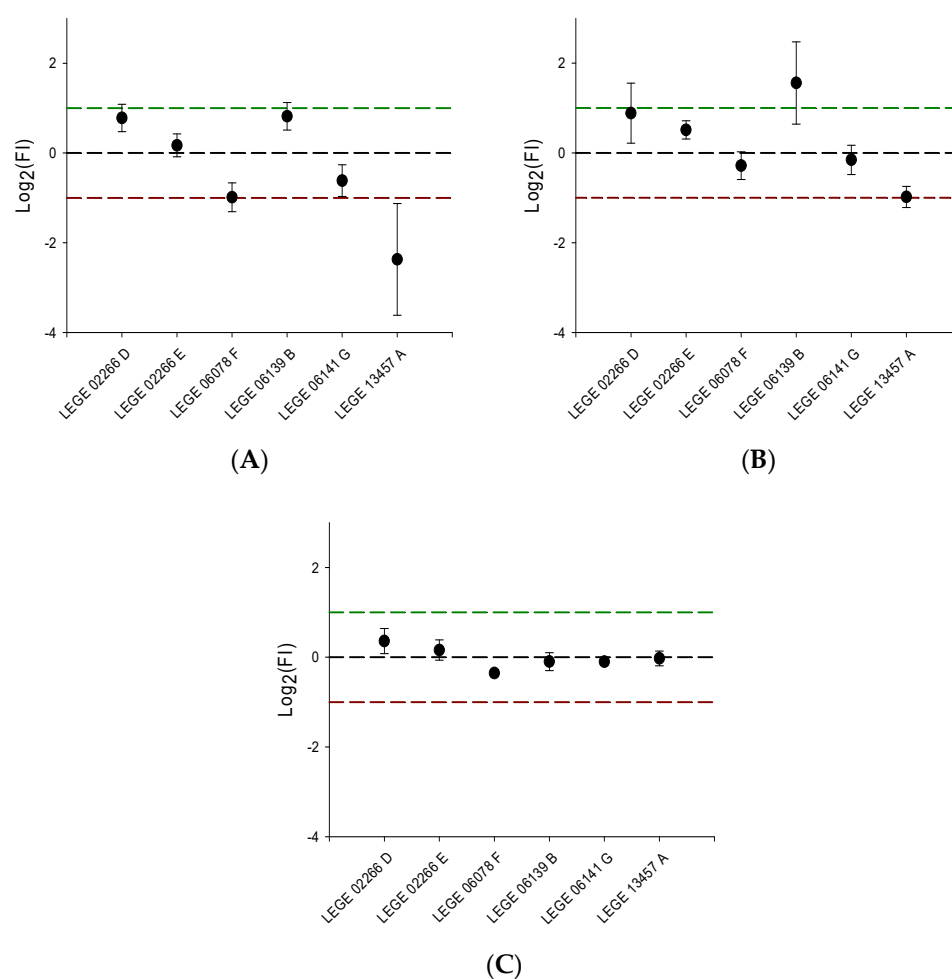 2
0
-2
-4
Log2(FI)
LEGE 02266 D
LEGE 02266 E
LEGE 06078 F
LEGE 06139 B
LEGE 06141 G
LEGE 13457 A
(A)
2
0
-2
-4
Log2(FI)
LEGE 02266 D
LEGE 02266 E
LEGE 06078 F
LEGE 06139 B
LEGE 06141 G
LEGE 13457 A
(B)
2
0
-2
-4
Log2(FI)
LEGE 02266 D
LEGE 02266 E
LEGE 06078 F
LEGE 06139 B
LEGE 06141 G
LEGE 13457 A
(C)